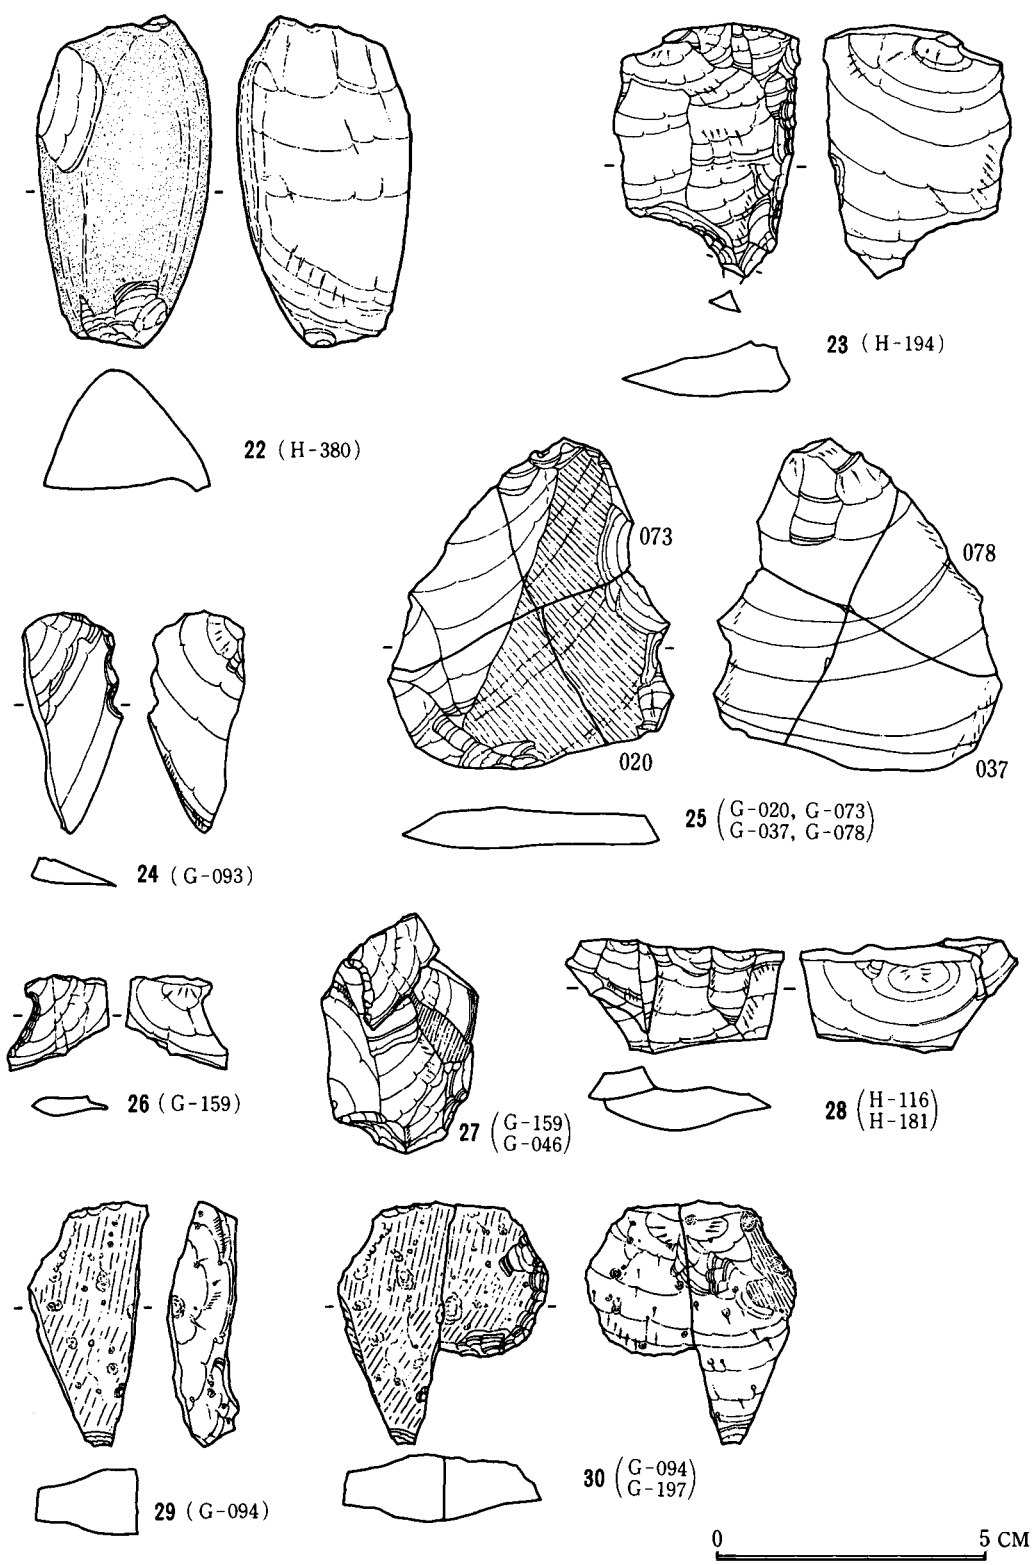 23 (H-194)
22 (H-380)
073
078
020
037
25 (G-020, G-073
G-037, G-078)
24 (G-093)
26 (G-159)
27 (G-159
G-046)
28 (H-116
H-181)
29 (G-094)
30 (G-094
G-197)
0 5 CM